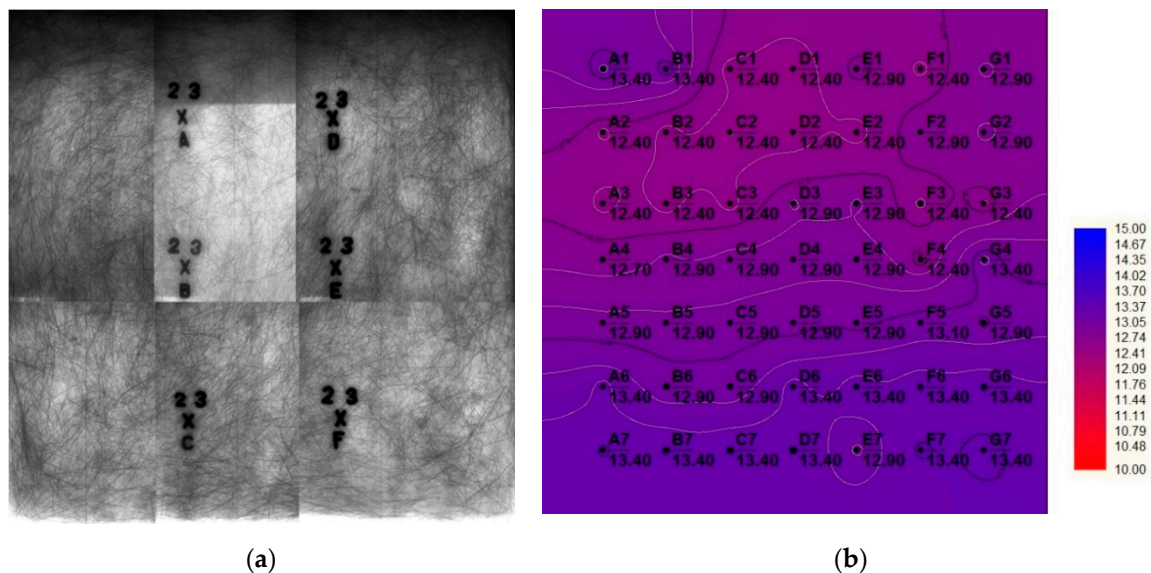 2 3
X
A
2 3
X
D
2 3
X
B
2 3
X
E
2 3
X
C
2 3
X
F
(a)
A1 B1 C1 D1 E1 F1 G1
13.40 13.40 12.40 12.40 12.90 12.40 12.90
A2 B2 C2 D2 E2 F2 G2
12.40 12.40 12.40 12.40 12.40 12.90 12.90
A3 B3 C3 D3 E3 F3 G3
12.40 12.40 12.40 12.90 12.90 12.40 12.40
A4 B4 C4 D4 E4 F4 G4
12.70 12.90 12.90 12.90 12.90 12.40 13.40
A5 B5 C5 D5 E5 F5 G5
12.90 12.90 12.90 12.90 12.90 13.10 12.90
A6 B6 C6 D6 E6 F6 G6
13.40 12.90 12.90 13.40 13.40 13.40 13.40
A7 B7 C7 D7 E7 F7 G7
13.40 13.40 13.40 13.40 12.90 13.40 13.40
15.00
14.67
14.35
14.02
13.70
13.37
13.05
12.74
12.41
12.09
11.76
11.44
11.11
10.79
10.48
10.00
(b)